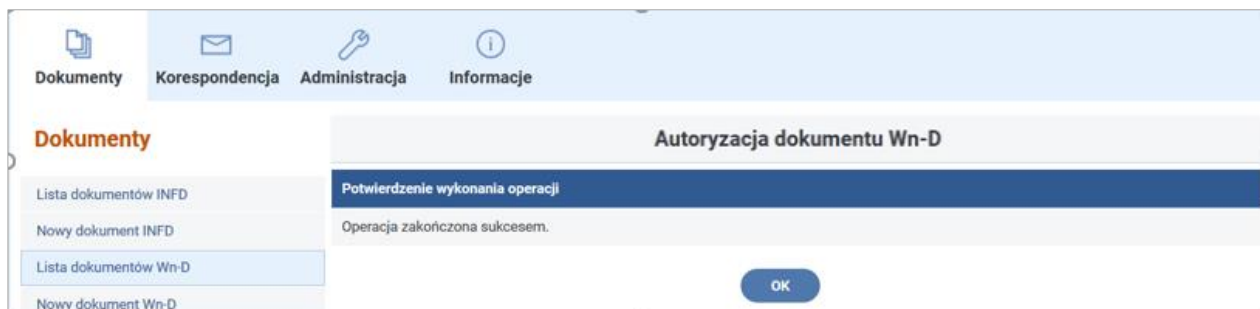 Dokumenty Korespondencja Administracja Informacje
Dokumenty
Autoryzacja dokumentu Wn-D
Lista dokumentów INFD
Nowy dokument INFD
Lista dokumentów Wn-D
Nowy dokument Wn-D
Potwierdzenie wykonania operacji
Operacja zakończona sukcesem.
OK